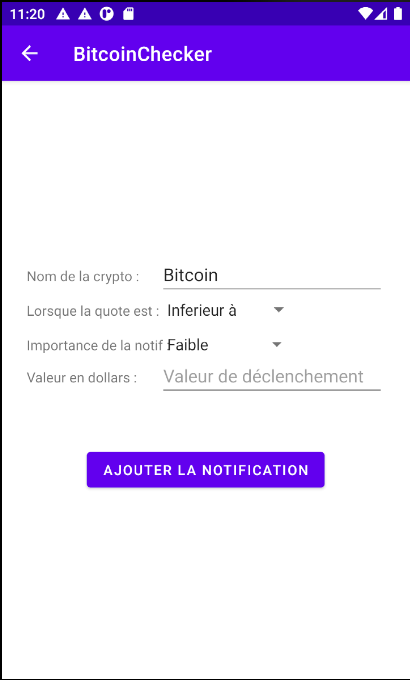 11:20
BitcoinChecker
Nom de la crypto : Bitcoin
Lorsque la quote est : Inferieur à
Importance de la notif Faible
Valeur en dollars : Valeur de déclenchement
AJOUTER LA NOTIFICATION